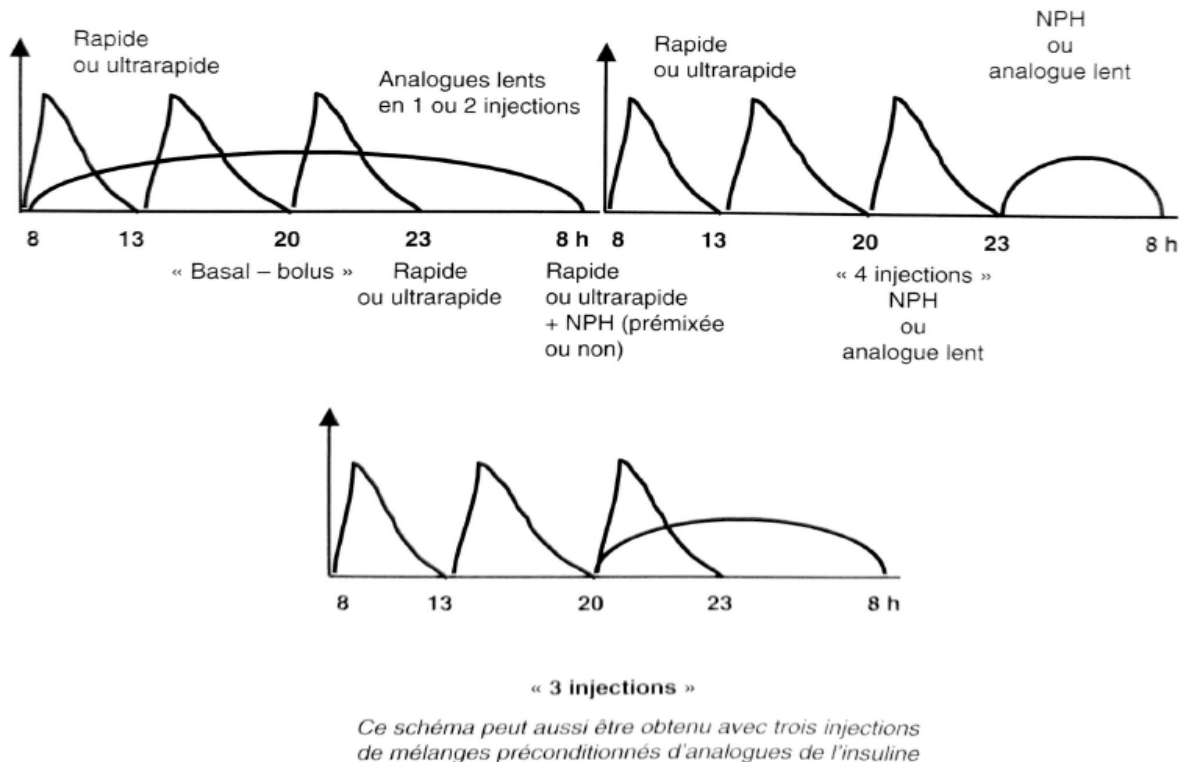 Rapide
ou ultrarapide
Analogues lents
en 1 ou 2 injections
8 13 20 23 8 h
« Basal – bolus »
Rapide
ou ultrarapide
NPH
ou
analogue lent
8 13 20 23 8 h
« 4 injections »
Rapide
ou ultrarapide
Rapide
ou ultrarapide
+ NPH (prémixée
ou non)
NPH
ou
analogue lent
8 13 20 23 8 h
« 3 injections »
Ce schéma peut aussi être obtenu avec trois injections
de mélanges préconditionnés d'analogues de l'insuline